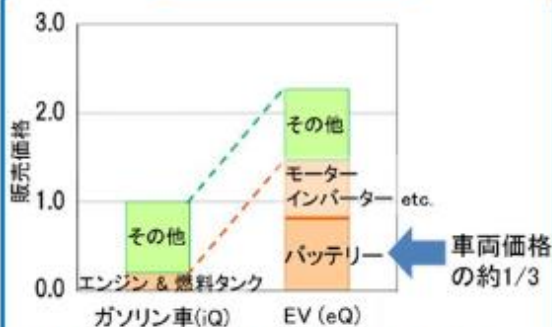 3.0
2.0
1.0
0.0
販売価格
その他
エンジン & 燃料タンク
その他
モーター
インバーター etc.
バッテリー
車両価格
の約1/3
ガソリン車(iQ)
EV (eQ)